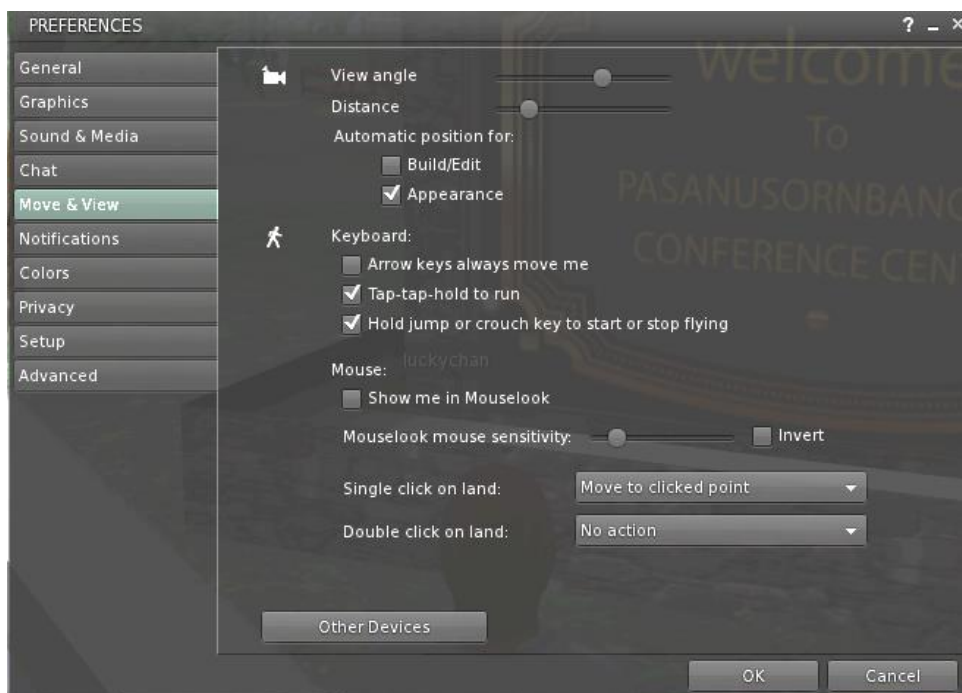 PREFERENCES ? _ ×
General
Graphics
Sound & Media
Chat
Move & View
Notifications
Colors
Privacy
Setup
Advanced
View angle
Distance
Automatic position for:
Build/Edit
Appearance
Keyboard:
Arrow keys always move me
Tap-tap-hold to run
Hold jump or crouch key to start or stop flying
Mouse:
Show me in Mouselook
Mouselook mouse sensitivity: Invert
Single click on land: Move to clicked point
Double click on land: No action
Other Devices
OK Cancel
welcome
To
PASANUSORNBANG
CONFERENCE CEN
luckychan